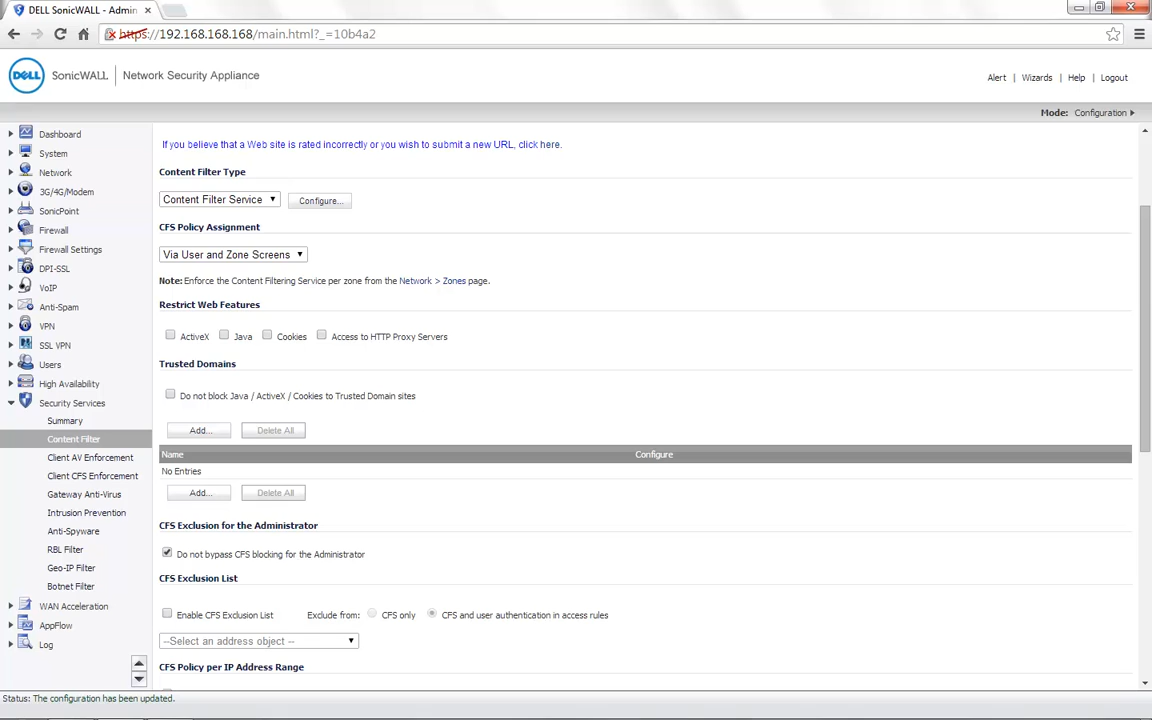 DELL SonicWALL - Admin
https://192.168.168.168/main.html?_=10b4a2
DELL SonicWALL | Network Security Appliance
Alert | Wizards | Help | Logout
Mode: Configuration
Dashboard
System
Network
3G/4G/Modem
SonicPoint
Firewall
Firewall Settings
DPI-SSL
VoIP
Anti-Spam
VPN
SSL VPN
Users
High Availability
Security Services
Summary
Content Filter
Client AV Enforcement
Client CFS Enforcement
Gateway Anti-Virus
Intrusion Prevention
Anti-Spyware
RBL Filter
Geo-IP Filter
Botnet Filter
WAN Acceleration
AppFlow
Log
If you believe that a Web site is rated incorrectly or you wish to submit a new URL, click here.
Content Filter Type
Content Filter Service Configure...
CFS Policy Assignment
Via User and Zone Screens
Note: Enforce the Content Filtering Service per zone from the Network > Zones page.
Restrict Web Features
ActiveX Java Cookies Access to HTTP Proxy Servers
Trusted Domains
Do not block Java / ActiveX / Cookies to Trusted Domain sites
Add... Delete All
Name Configure
No Entries
Add... Delete All
CFS Exclusion for the Administrator
Do not bypass CFS blocking for the Administrator
CFS Exclusion List
Enable CFS Exclusion List Exclude from: CFS only CFS and user authentication in access rules
--Select an address object --
CFS Policy per IP Address Range
Status: The configuration has been updated.